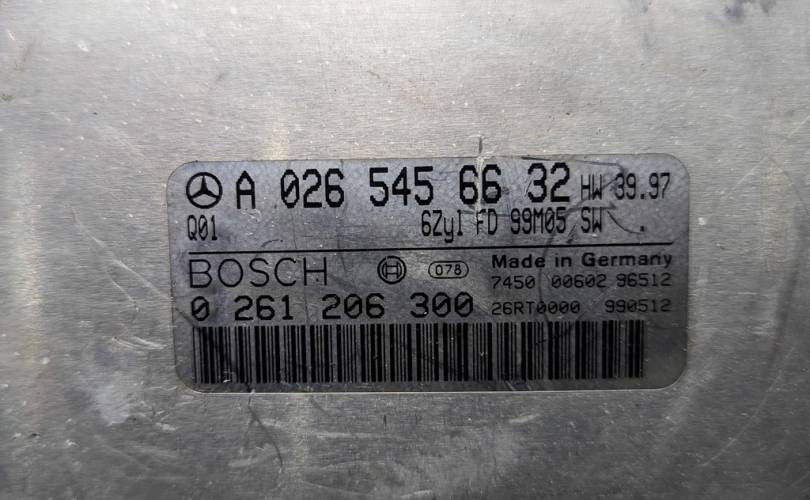 A 026 545 66 32 HW 39.97
Q01 6Zyl FD 99M05 SW .
BOSCH 078 Made in Germany
7450 00602 96512
0 261 206 300 26RT0000 990512